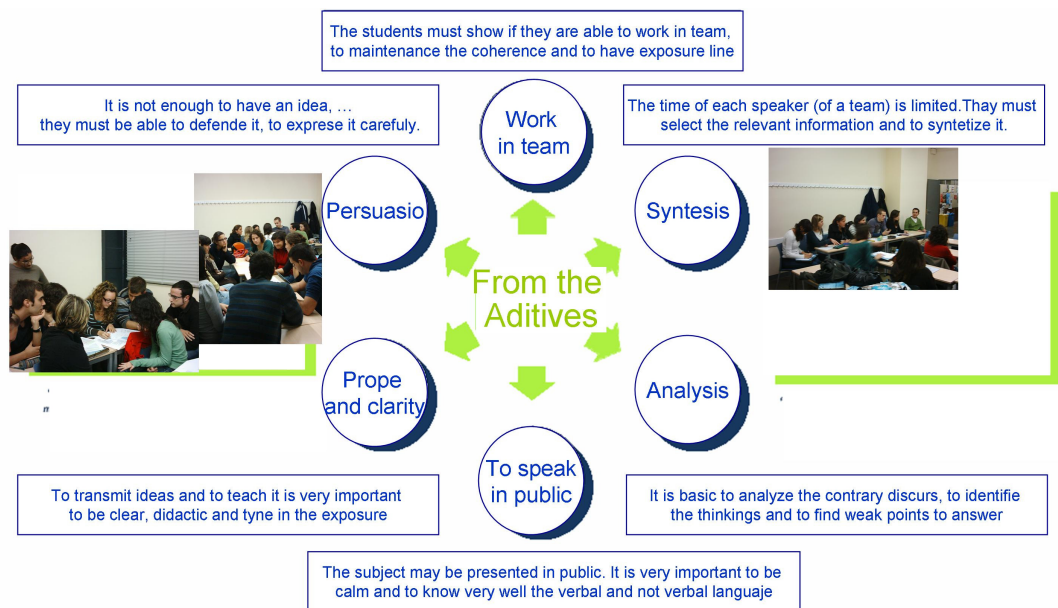 The students must show if they are able to work in team,
to maintenance the coherence and to have exposure line
It is not enough to have an idea, …
they must be able to defende it, to exprese it carefuly.
The time of each speaker (of a team) is limited.Thay must
select the relevant information and to syntetize it.
Work
in team
Persuasio
Syntesis
From the
Aditives
Prope
and clarity
Analysis
To speak
in public
To transmit ideas and to teach it is very important
to be clear, didactic and tyne in the exposure
It is basic to analyze the contrary discurs, to identifie
the thinkings and to find weak points to answer
The subject may be presented in public. It is very important to be
calm and to know very well the verbal and not verbal languaje